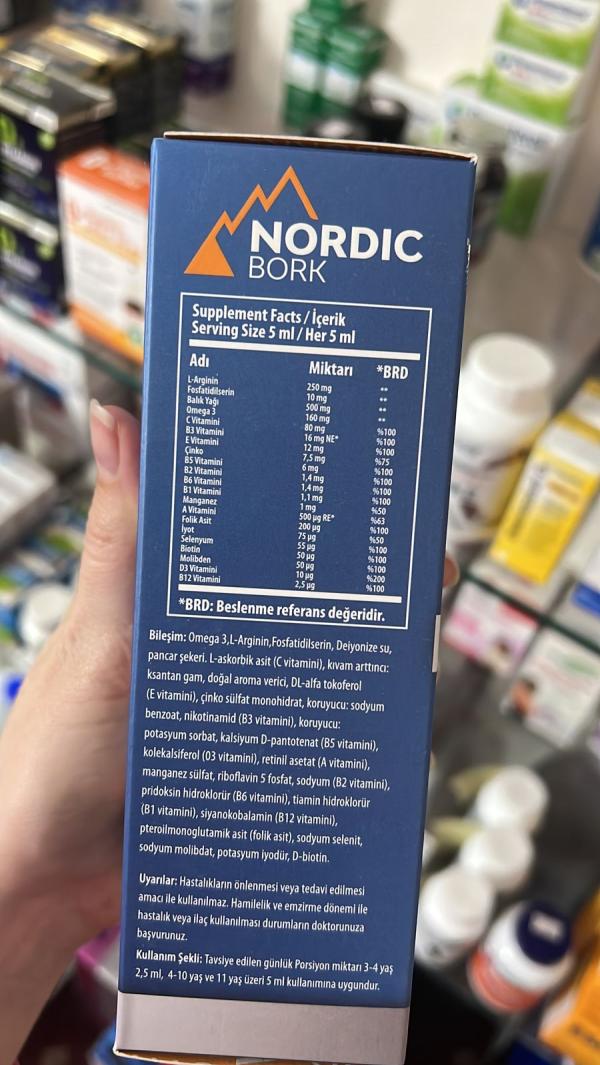 NORDIC
BORK
Supplement Facts / İçerik
Serving Size 5 ml / Her 5 ml
Adı Miktarı *BRD
L-Arginin 250 mg **
Fosfatidilserin 10 mg **
Balık Yağı 500 mg **
Omega 3 160 mg **
C Vitamini 80 mg %100
B3 Vitamini 16 mg NE* %100
E Vitamini 12 mg %100
Çinko 7,5 mg %75
B5 Vitamini 6 mg %100
B2 Vitamini 1,4 mg %100
B6 Vitamini 1,4 mg %100
B1 Vitamini 1,1 mg %100
Manganez 1 mg %50
A Vitamini 500 µg RE* %63
Folik Asit 200 µg %100
İyot 75 µg %50
Selenyum 55 µg %100
Biotin 50 µg %100
Molibden 50 µg %100
D3 Vitamini 10 µg %200
B12 Vitamini 2,5 µg %100
*BRD: Beslenme referans değeridir.
Bileşim: Omega 3,L-Arginin,Fosfatidilserin, Deiyonize su,
pancar şekeri. L-askorbik asit (C vitamini), kıvam arttırıcı:
ksantan gam, doğal aroma verici, DL-alfa tokoferol
(E vitamini), çinko sülfat monohidrat, koruyucu: sodyum
benzoat, nikotinamid (B3 vitamini), koruyucu:
potasyum sorbat, kalsiyum D-pantotenat (B5 vitamini),
kolekalsiferol (03 vitamini), retinil asetat (A vitamini),
manganez sülfat, riboflavin 5 fosfat, sodyum (B2 vitamini),
pridoksin hidroklorür (B6 vitamini), tiamin hidroklorür
(B1 vitamini), siyanokobalamin (B12 vitamini),
pteroilmonoglutamik asit (folik asit), sodyum selenit,
sodyum molibdat, potasyum iyodür, D-biotin.
Uyarılar: Hastalıkların önlenmesi veya tedavi edilmesi
amacı ile kullanılmaz. Hamilelik ve emzirme dönemi ile
hastalık veya ilaç kullanılması durumların doktorunuza
başvurunuz.
Kullanım Şekli: Tavsiye edilen günlük Porsiyon miktarı 3-4 yaş
2,5 ml, 4-10 yaş ve 11 yaş üzeri 5 ml kullanımına uygundur.